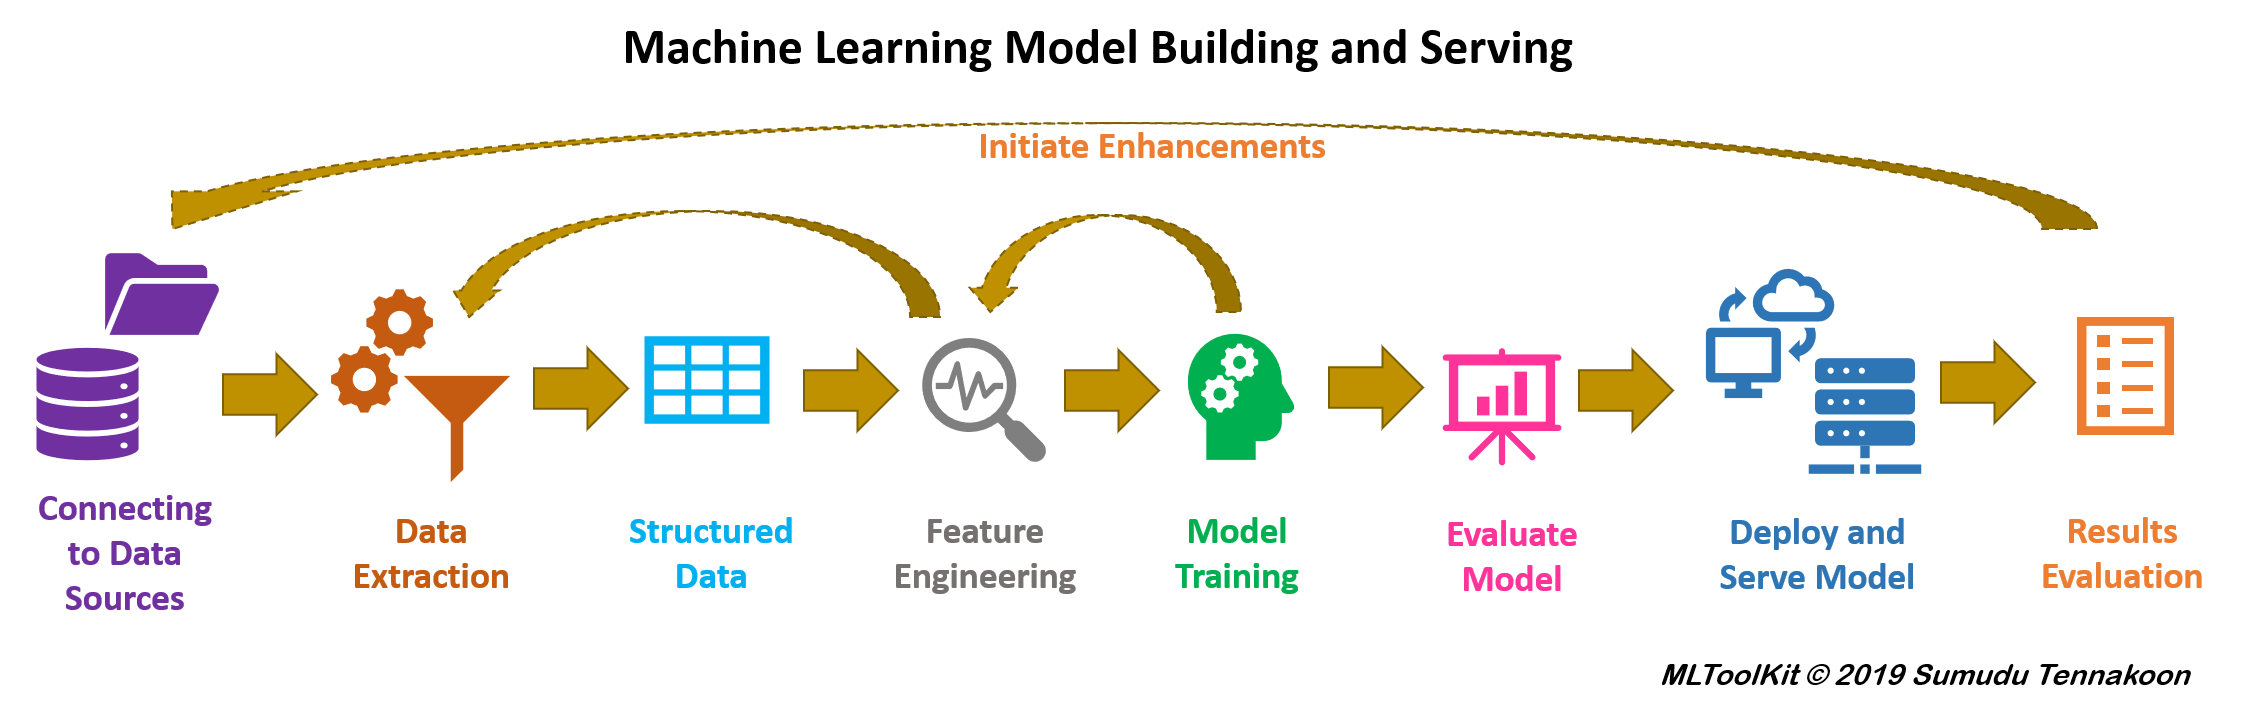 Machine Learning Model Building and Serving
Initiate Enhancements
Connecting
to Data
Sources
Data
Extraction
Structured
Data
Feature
Engineering
Model
Training
Evaluate
Model
Deploy and
Serve Model
Results
Evaluation
MLToolKit © 2019 Sumudu Tennakoon